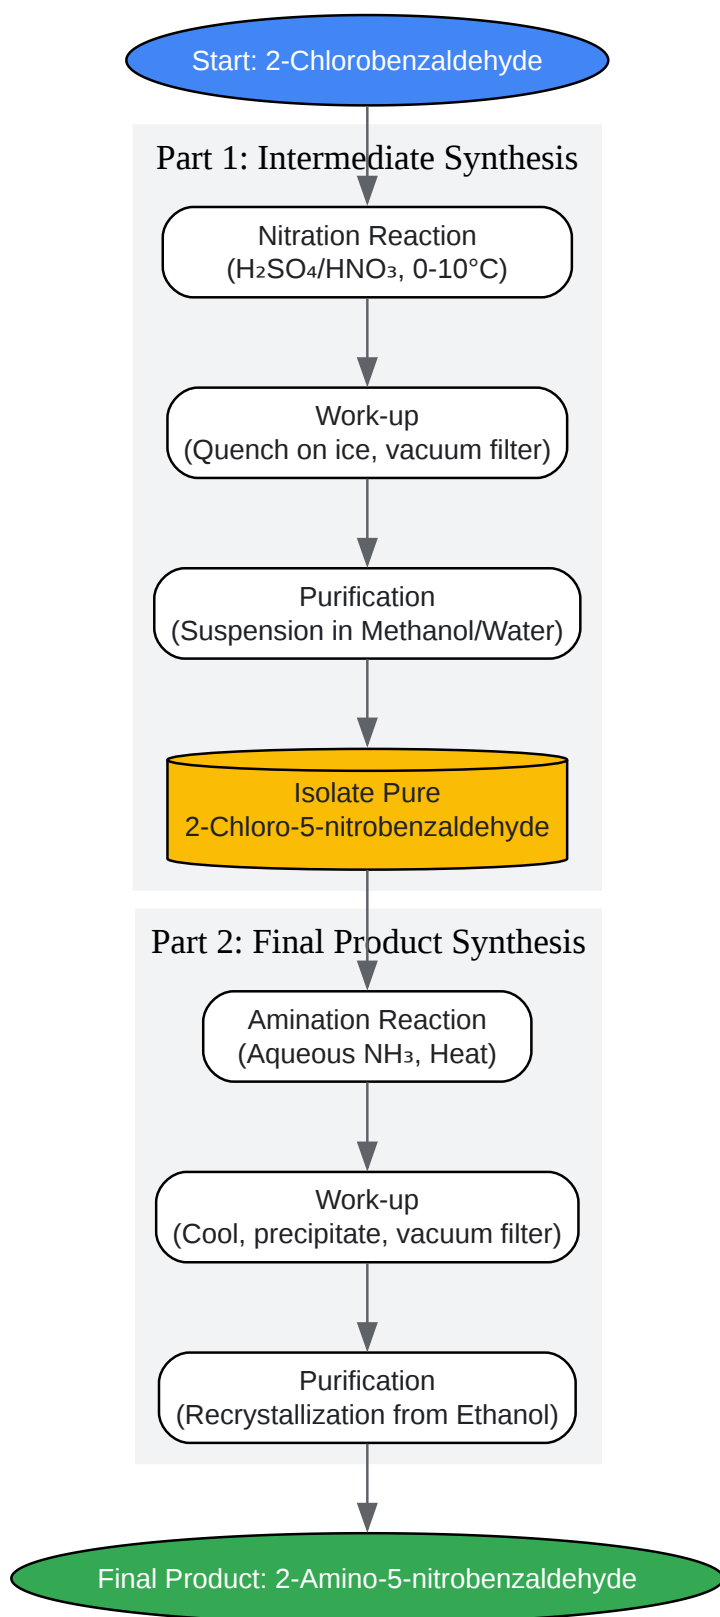 Start: 2-Chlorobenzaldehyde
Part 1: Intermediate Synthesis
Nitration Reaction
(H₂SO₄/HNO₃, 0-10°C)
Work-up
(Quench on ice, vacuum filter)
Purification
(Suspension in Methanol/Water)
Isolate Pure
2-Chloro-5-nitrobenzaldehyde
Part 2: Final Product Synthesis
Amination Reaction
(Aqueous NH₃, Heat)
Work-up
(Cool, precipitate, vacuum filter)
Purification
(Recrystallization from Ethanol)
Final Product: 2-Amino-5-nitrobenzaldehyde